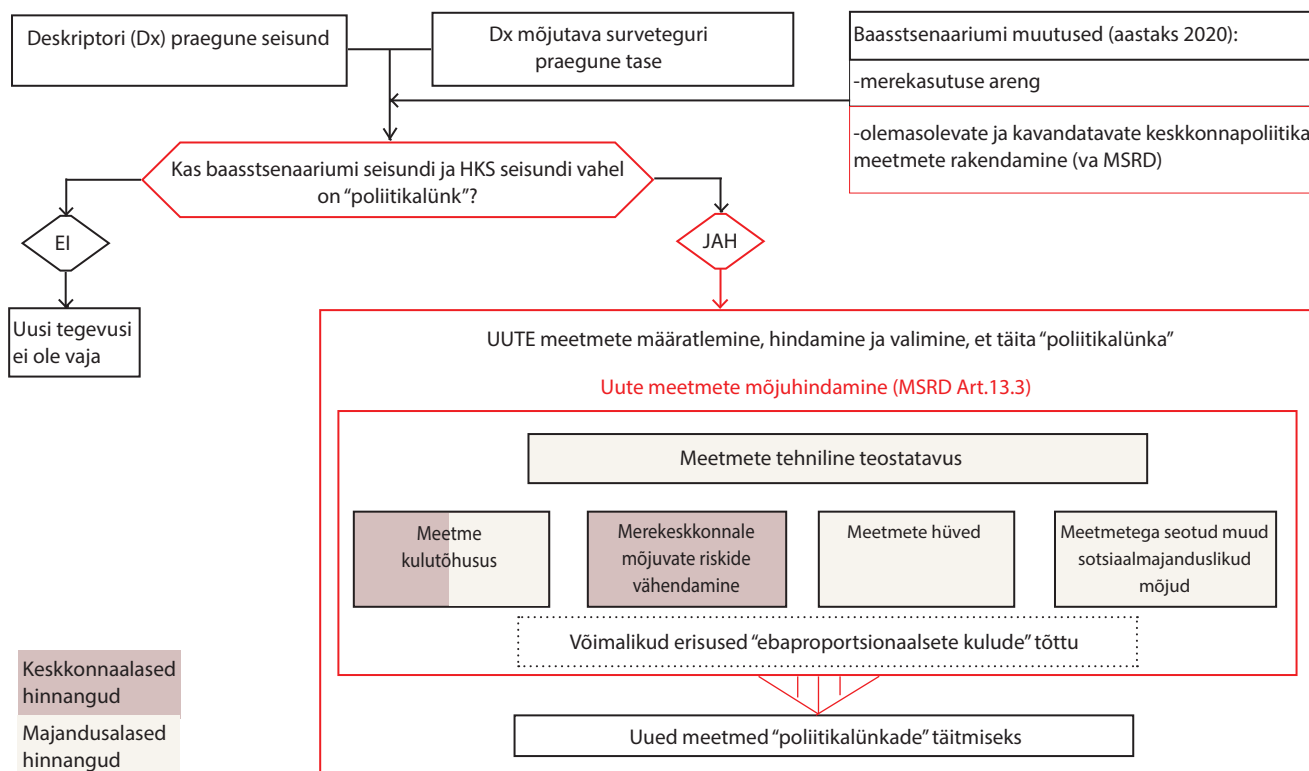 Deskriptori (Dx) praegune seisund
Dx mõjutava surveteguri
praegune tase
Baasstsenaariumi muutused (aastaks 2020):
-merekasutuse areng
-olemasolevate ja kavandatavate keskkonnapoliitika
meetmete rakendamine (va MSRD)
Kas baasstsenaariumi seisundi ja HKS seisundi vahel
on “poliitikalünk”?
EI
JAH
Uusi tegevusi
ei ole vaja
UUTE meetmete määratlemine, hindamine ja valimine, et täita “poliitikalünka”
Uute meetmete mõjuhindamine (MSRD Art.13.3)
Meetmete tehniline teostatavus
Meetme
kulutõhusus
Merekeskkonnale
mõjuvate riskide
vähendamine
Meetmete hüved
Meetmetega seotud muud
sotsiaalmajanduslikud
mõjud
Võimalikud erisused “ebaproportsionaalsete kulude” tõttu
Keskkonnaalased
hinnangud
Majandusalased
hinnangud
Uued meetmed “poliitikalünkade” täitmiseks